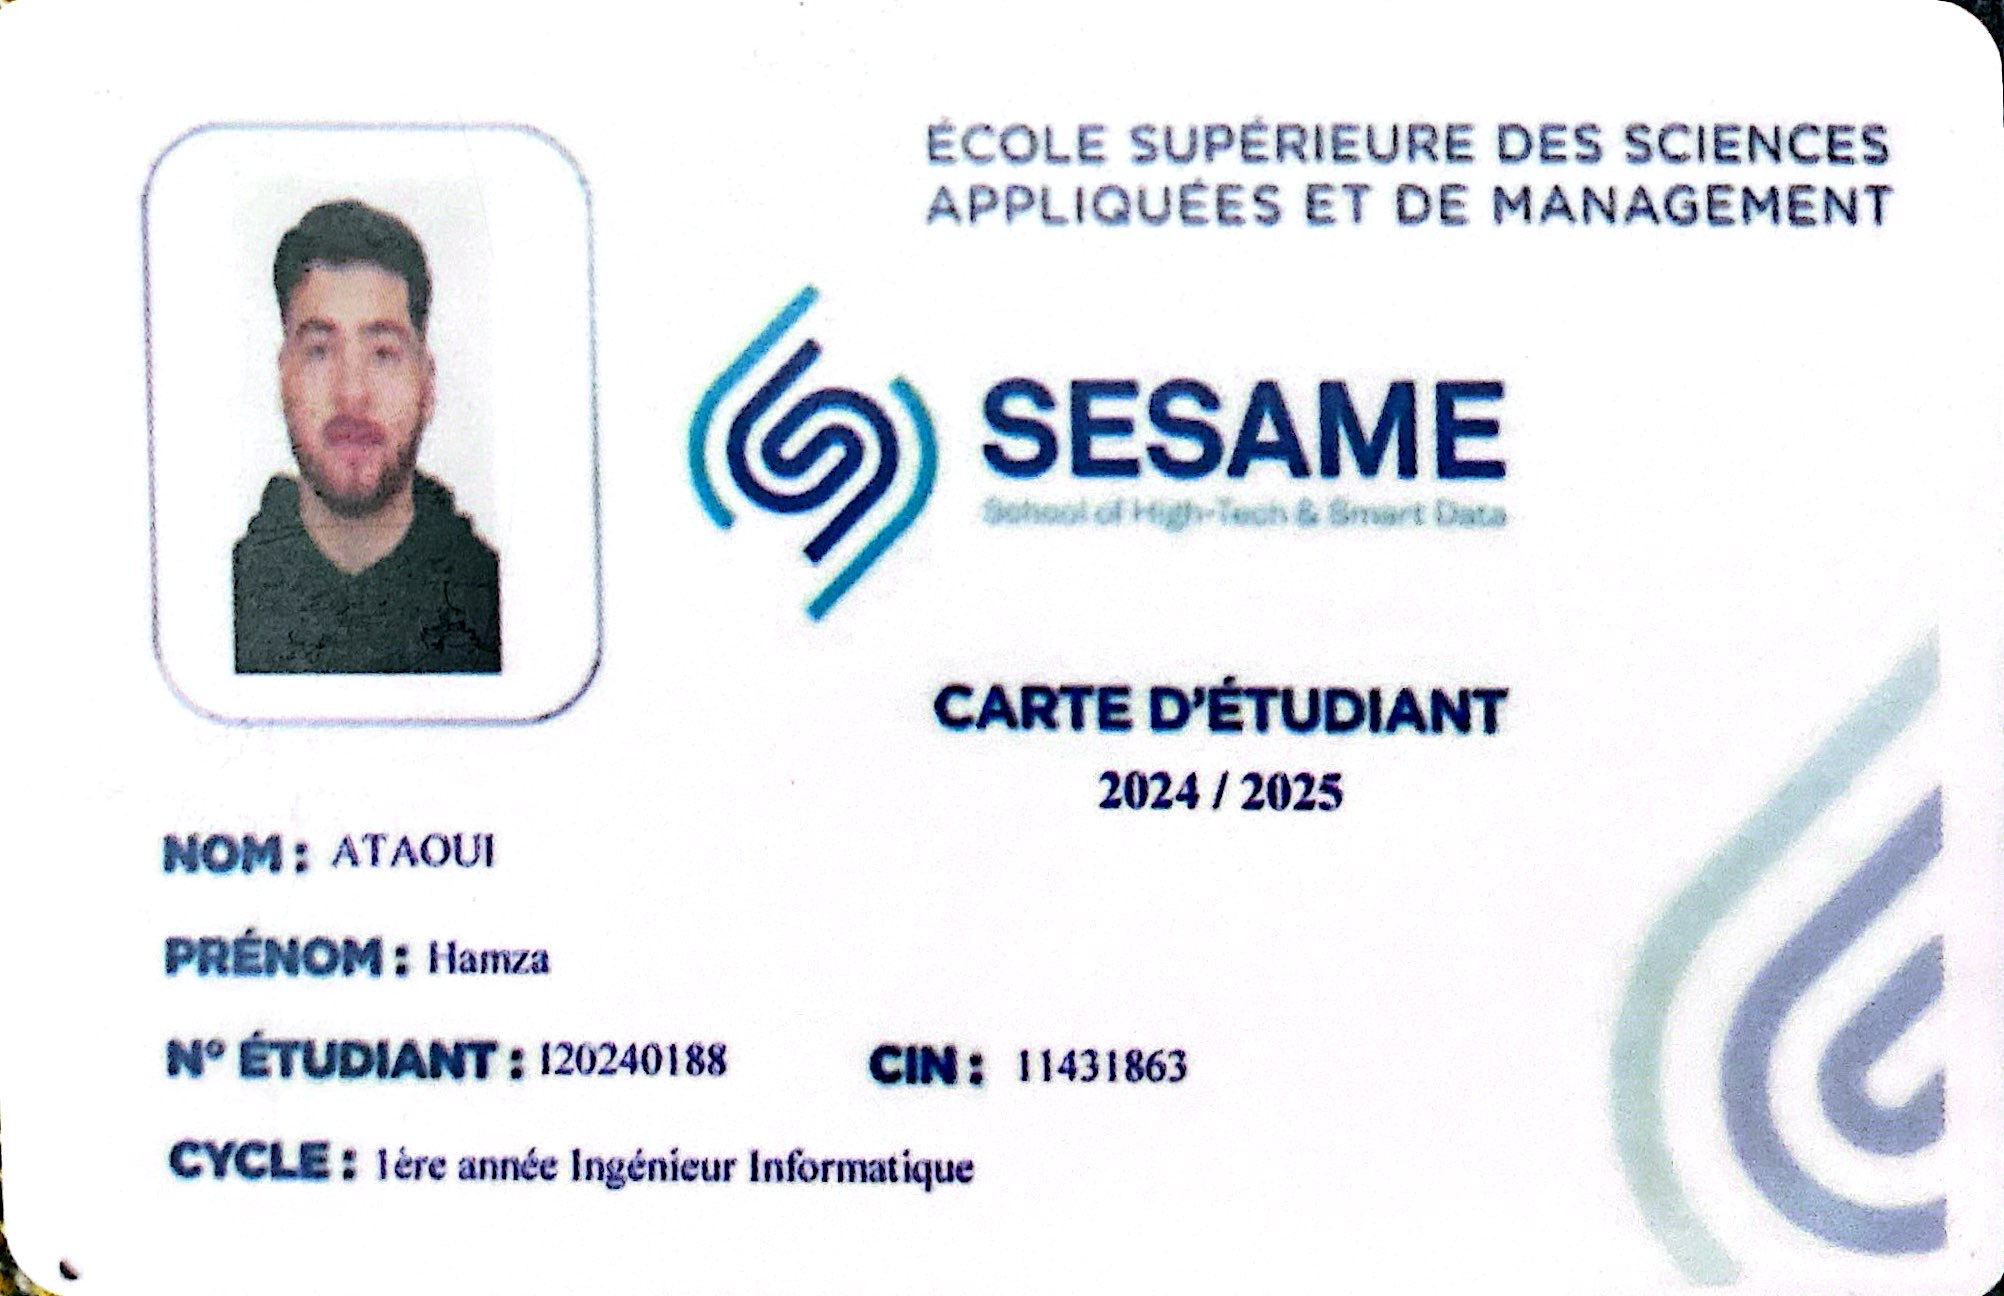 ÉCOLE SUPÉRIEURE DES SCIENCES
APPLIQUÉES ET DE MANAGEMENT
SESAME
School of High-Tech & Smart Data
CARTE D'ÉTUDIANT
2024 / 2025
NOM : ATAOUI
PRÉNOM : Hamza
N° ÉTUDIANT : I20240188 CIN : 11431863
CYCLE : 1ère année Ingénieur Informatique